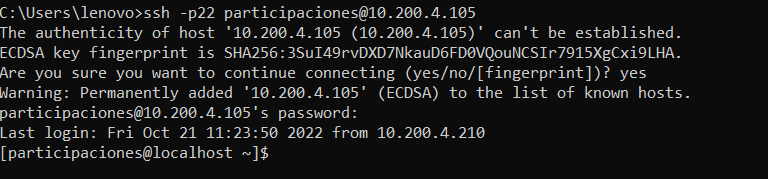 C:\Users\lenovo>ssh -p22 participaciones@10.200.4.105
The authenticity of host '10.200.4.105 (10.200.4.105)' can't be established.
ECDSA key fingerprint is SHA256:3SuI49rvDXD7NkauD6FD0VQouNCSIr7915XgCxi9LHA.
Are you sure you want to continue connecting (yes/no/[fingerprint])? yes
Warning: Permanently added '10.200.4.105' (ECDSA) to the list of known hosts.
participaciones@10.200.4.105's password:
Last login: Fri Oct 21 11:23:50 2022 from 10.200.4.210
[participaciones@localhost ~]$